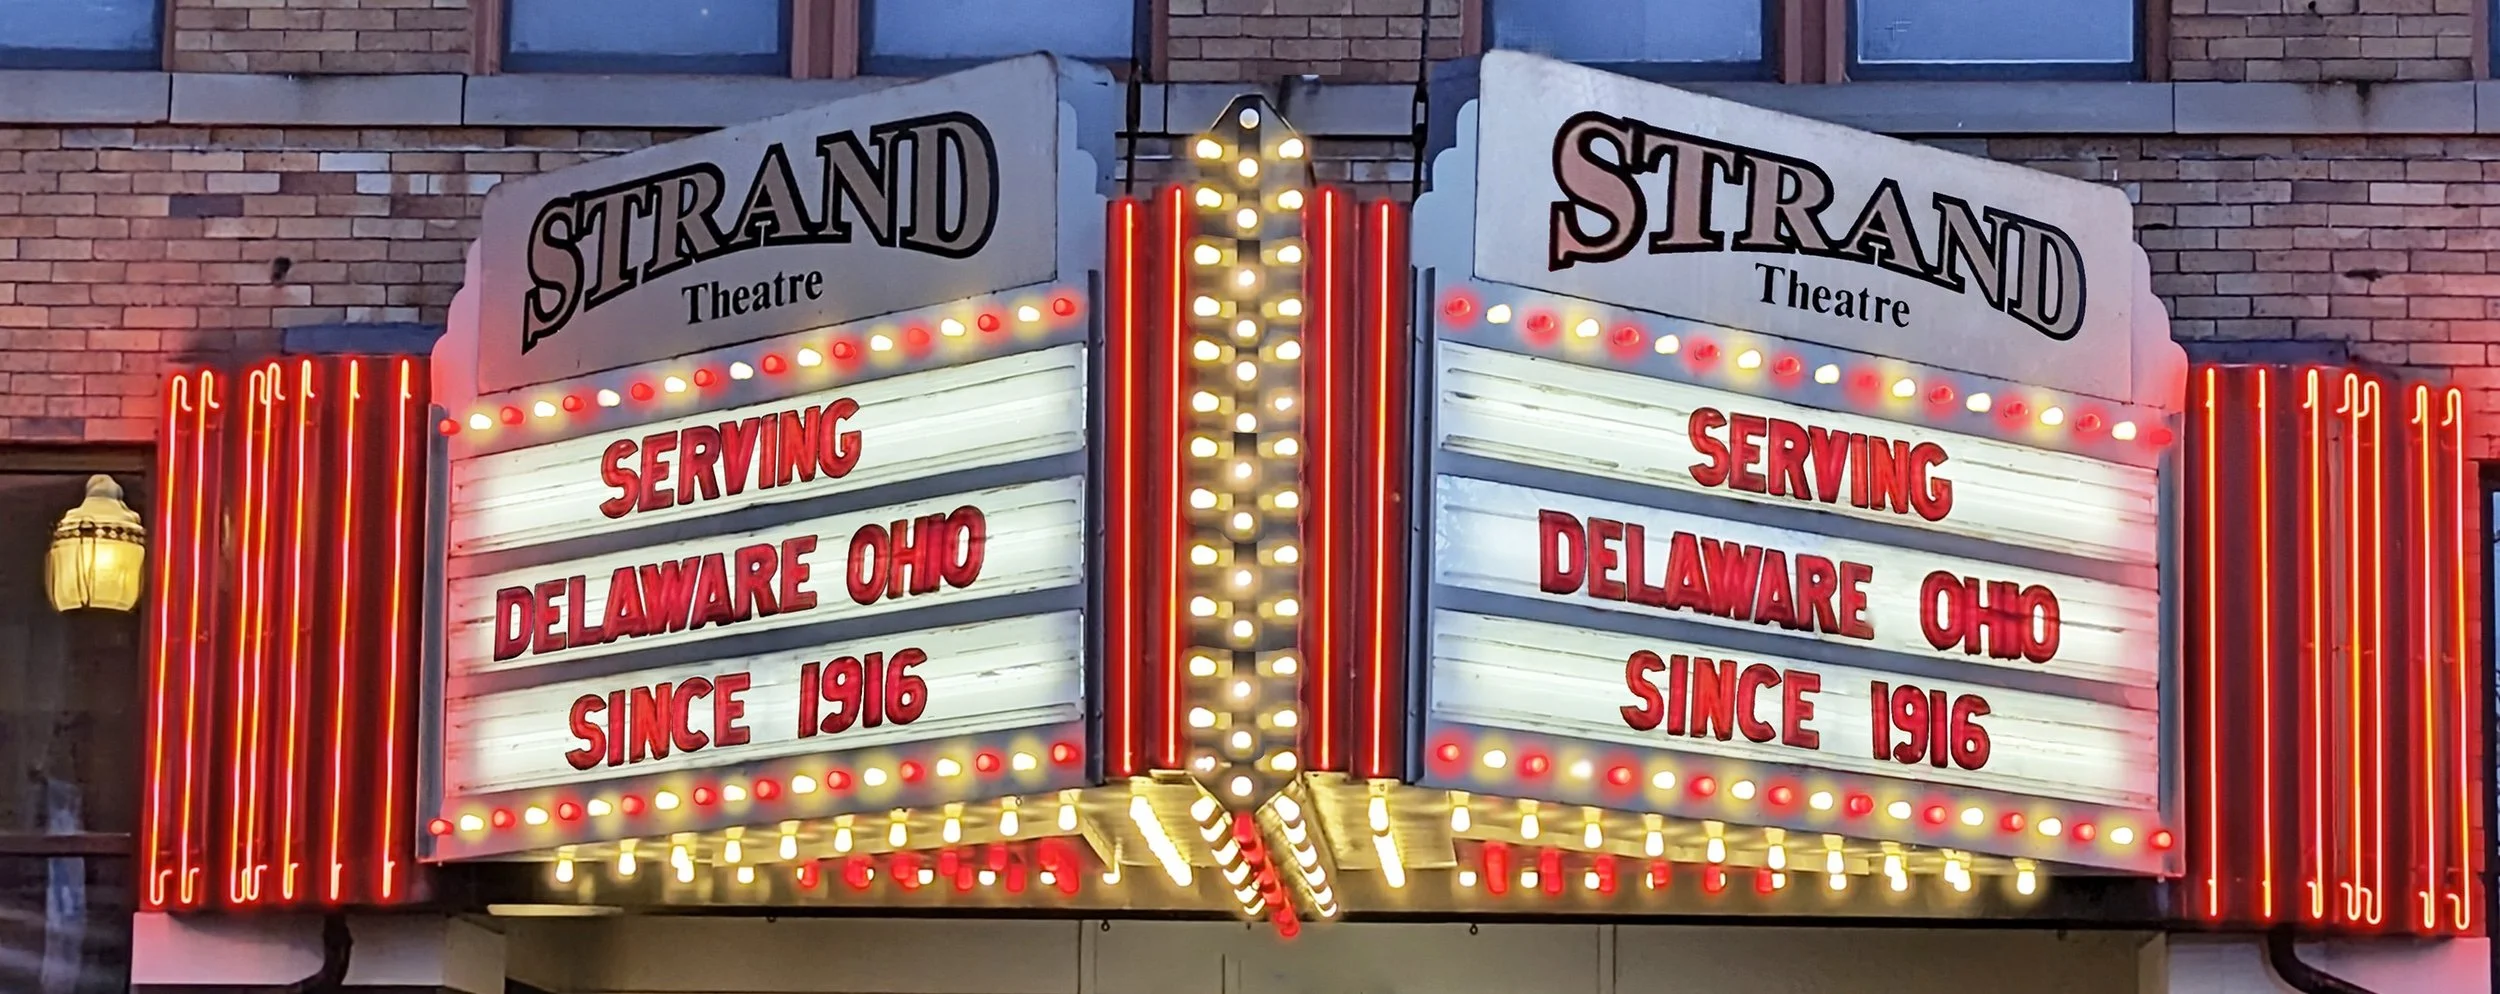 STRAND
Theatre
SERVING
DELAWARE OHIO
SINCE 1916
STRAND
Theatre
SERVING
DELAWARE OHIO
SINCE 1916